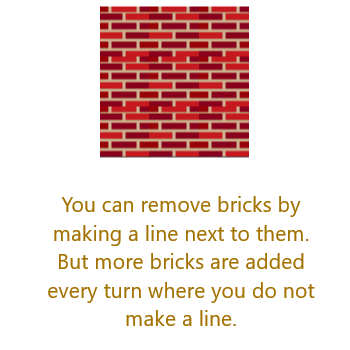 You can remove bricks by
making a line next to them.
But more bricks are added
every turn where you do not
make a line.